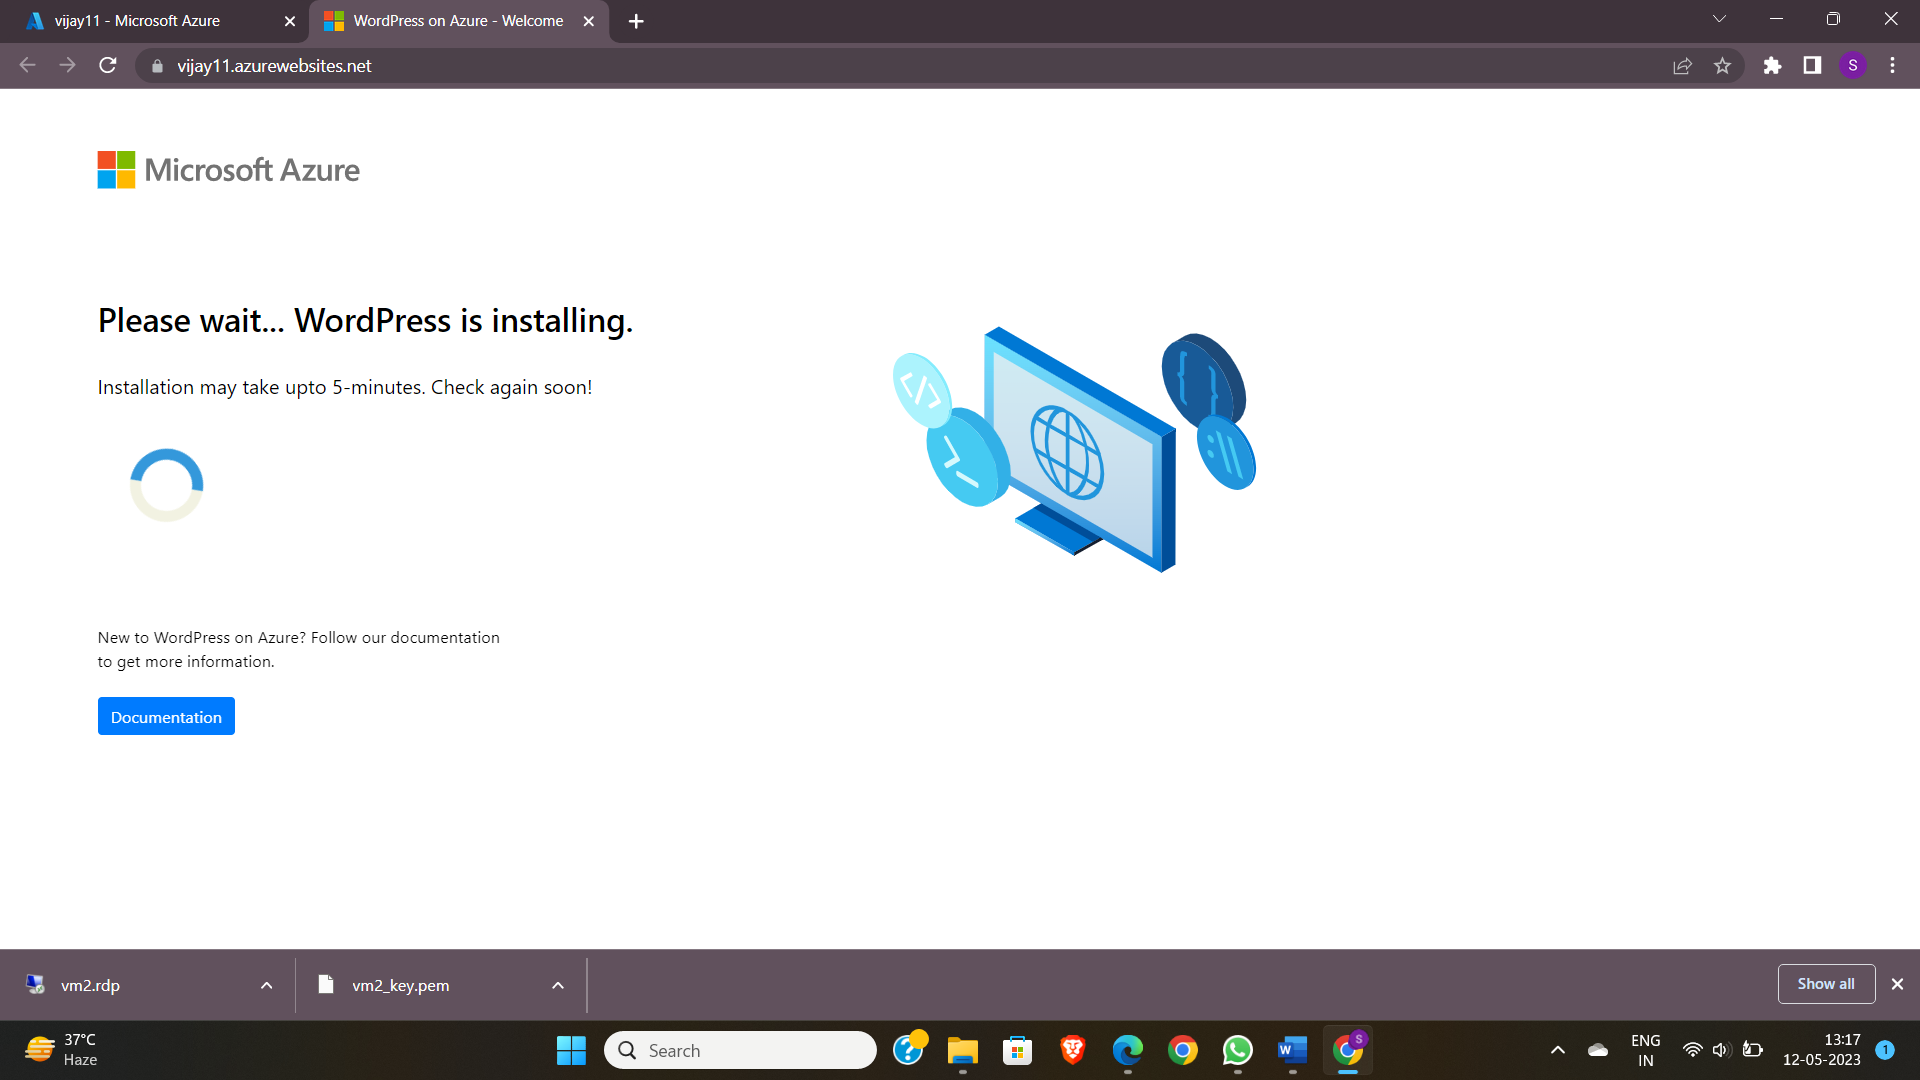 vijay11 - Microsoft Azure
WordPress on Azure - Welcome
vijay11.azurewebsites.net
S
Microsoft Azure
Please wait... WordPress is installing.
Installation may take upto 5-minutes. Check again soon!
New to WordPress on Azure? Follow our documentation
to get more information.
Documentation
vm2.rdp
vm2_key.pem
Show all
37°C
Haze
Search
W
S
ENG
IN
13:17
12-05-2023
1